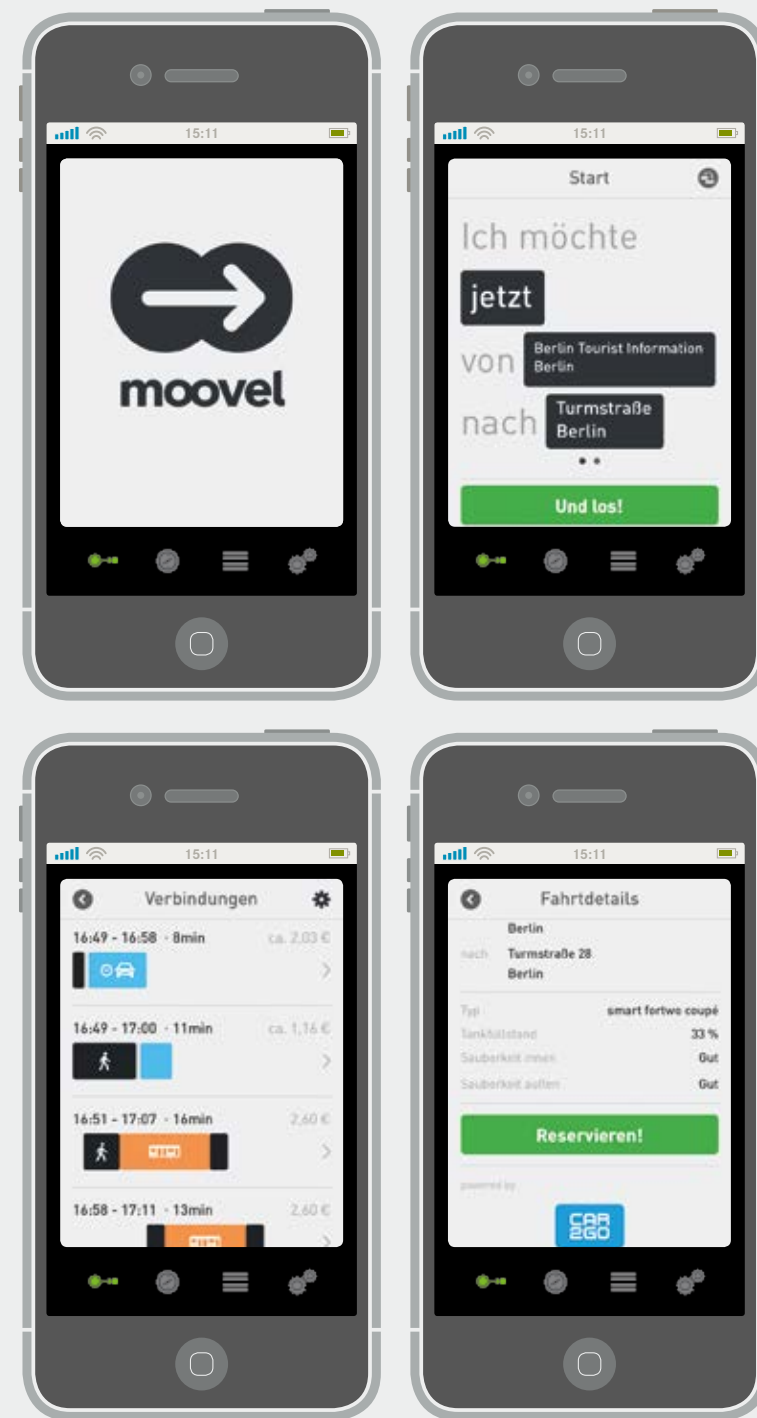 15:11
moovel
15:11
Start
Ich möchte
jetzt
von Berlin Tourist Information
Berlin
nach Turmstraße
Berlin
Und los!
15:11
Verbindungen
16:49 - 16:58 · 8min ca. 2,03 €
16:49 - 17:00 · 11min ca. 1,16 €
16:51 - 17:07 · 16min 2,60 €
16:58 - 17:11 · 13min 2,60 €
15:11
Fahrtdetails
Berlin
nach Turmstraße 28
Berlin
Typ smart fortwo coupé
Tankfüllstand 33 %
Sauberkeit innen Gut
Sauberkeit außen Gut
Reservieren!
powered by
CAR
2GO